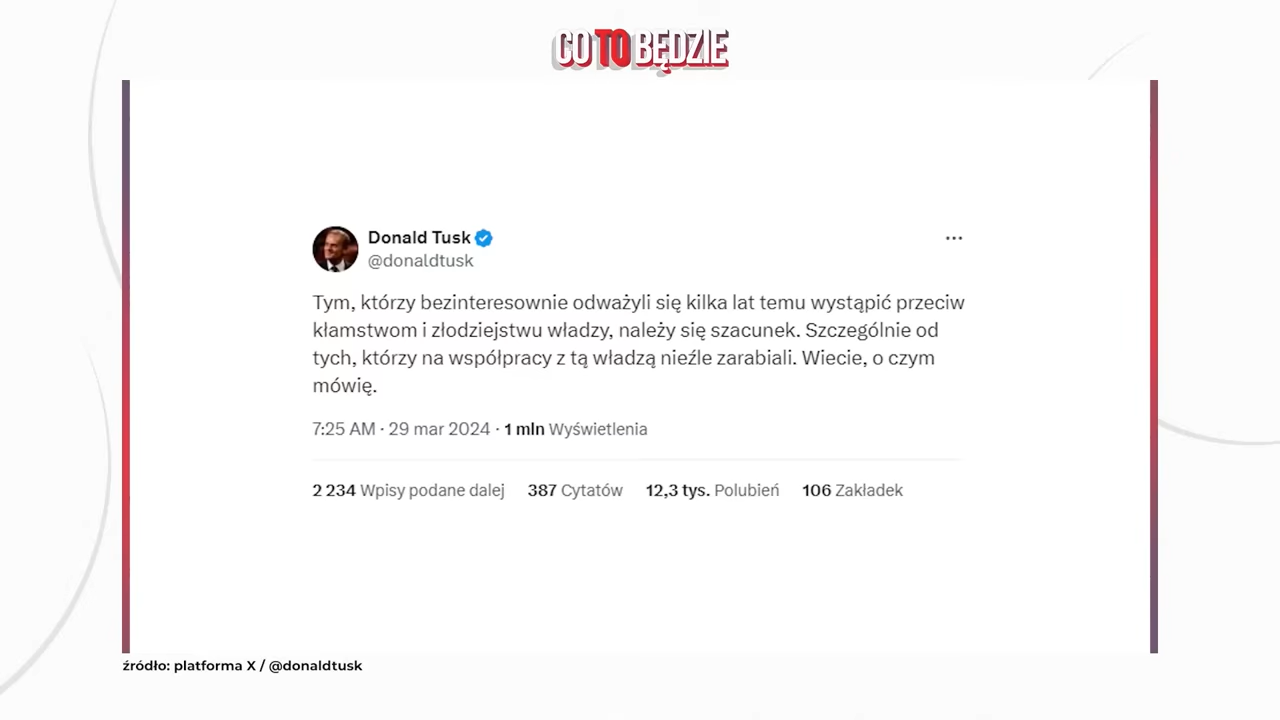 CO TO BĘDZIE
Donald Tusk
@donaldtusk
Tym, którzy bezinteresownie odważyli się kilka lat temu wystąpić przeciw
kłamstwom i złodziejstwu władzy, należy się szacunek. Szczególnie od
tych, którzy na współpracy z tą władzą nieźle zarabiali. Wiecie, o czym
mówię.
7:25 AM · 29 mar 2024 · 1 mln Wyświetlenia
2 234 Wpisy podane dalej 387 Cytatów 12,3 tys. Polubień 106 Zakładek
źródło: platforma X / @donaldtusk